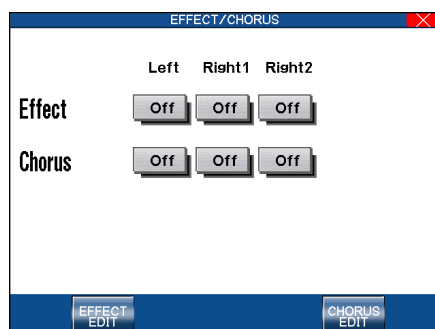 EFFECT/CHORUS
Left Right1 Right2
Effect Off Off Off
Chorus Off Off Off
EFFECT CHORUS
EDIT EDIT